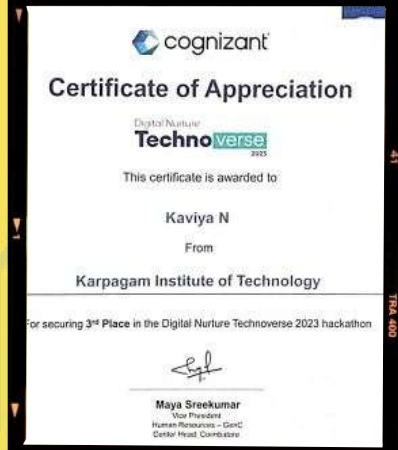 cognizant
Certificate of Appreciation
Digital Nurture
Technoverse
2023
This certificate is awarded to
Kaviya N
From
Karpagam Institute of Technology
For securing 3rd Place in the Digital Nurture Technoverse 2023 hackathon
Maya Sreekumar
Vice President
Human Resources – GenC
Center Head, Coimbatore
41
TRA 400
1